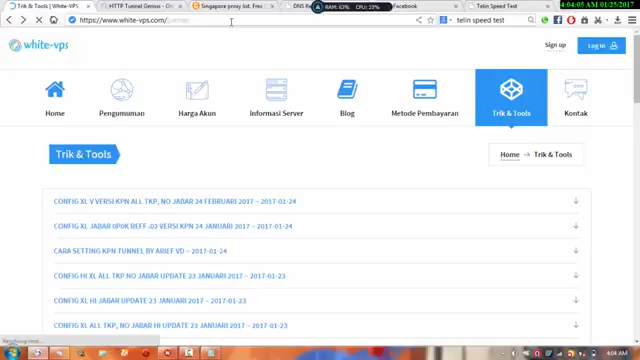 Trik & Tools | White-VPS
HTTP Tunnel Genius - On
Singapore proxy list. Free
DNS Re
RAM: 63% CPU: 23%
Facebook
Telin Speed Test
4:04:05 AM 01/25/2017
https://www.white-vps.com/
telin speed test
white-vps
Sign up
Log In
Home
Pengumuman
Harga Akun
Informasi Server
Blog
Metode Pembayaran
Trik & Tools
Kontak
Trik & Tools
Home → Trik & Tools
CONFIG XL V VERSI KPN ALL TKP, NO JABAR 24 FEBRUARI 2017 – 2017-01-24
CONFIG XL JABAR 0P0K BEFF .02 VERSI KPN 24 JANUARI 2017 – 2017-01-24
CARA SETTING KPN TUNNEL BY ARIEF VD – 2017-01-24
CONFIG HI XL ALL TKP NO JABAR UPDATE 23 JANUARI 2017 – 2017-01-23
CONFIG XL HI JABAR UPDATE 23 JANUARI 2017 – 2017-01-23
CONFIG XL ALL TKP, NO JABAR HI UPDATE 23 JANUARI 2017 – 2017-01-23
4:04 AM